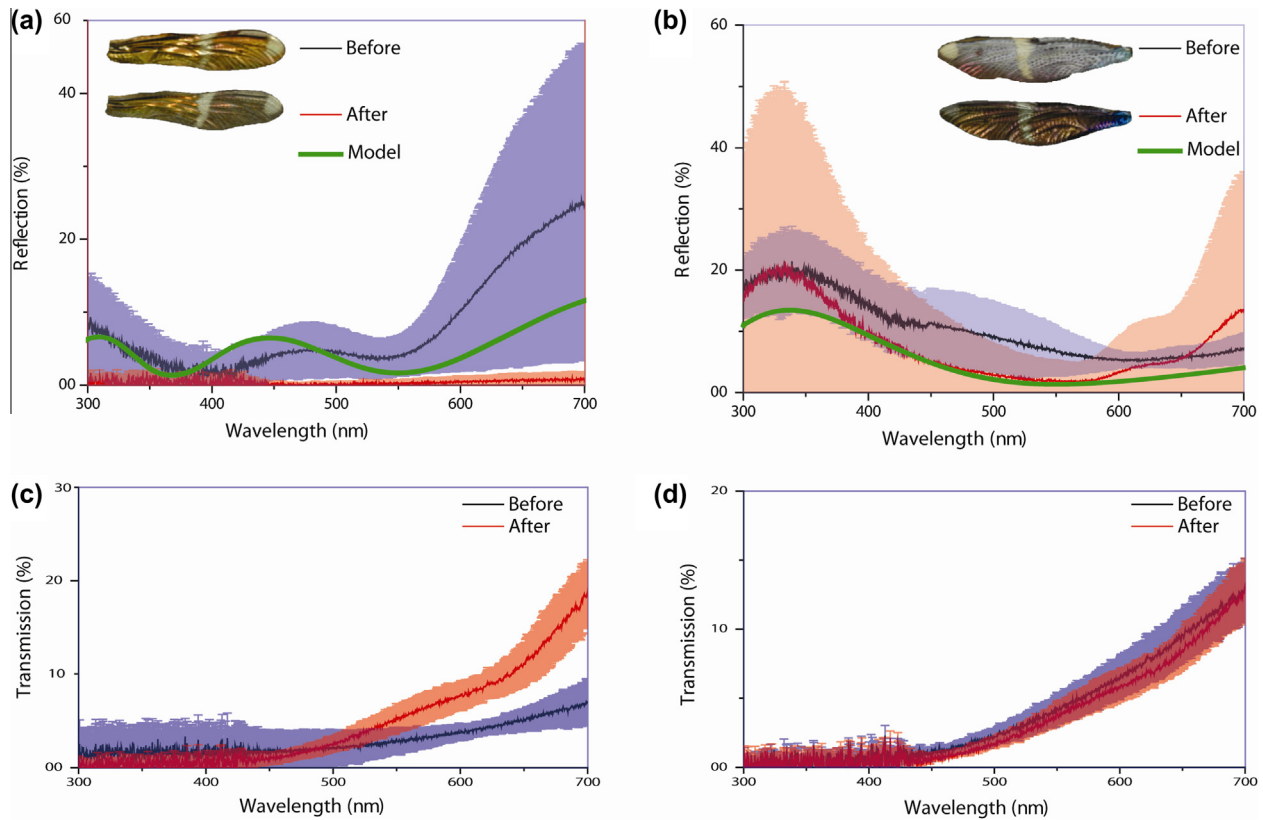 (a)
60
40
20
00
Reflection (%)
Before
After
Model
300 400 500 600 700
Wavelength (nm)
(b)
60
40
20
00
Reflection (%)
Before
After
Model
300 400 500 600 700
Wavelength (nm)
(c)
30
20
10
00
Transmission (%)
Before
After
300 400 500 600 700
Wavelength (nm)
(d)
20
10
00
Transmission (%)
Before
After
300 400 500 600 700
Wavelength (nm)